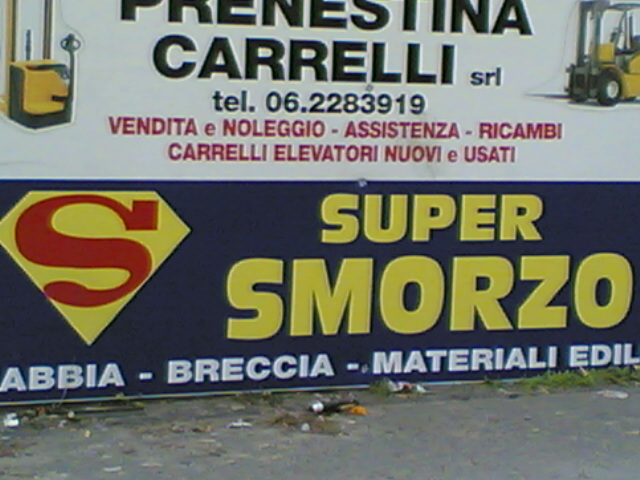 PRENESTINA
CARRELLI srl
tel. 06.2283919
VENDITA e NOLEGGIO - ASSISTENZA - RICAMBI
CARRELLI ELEVATORI NUOVI e USATI
S
SUPER
SMORZO
ABBIA - BRECCIA - MATERIALI EDIL